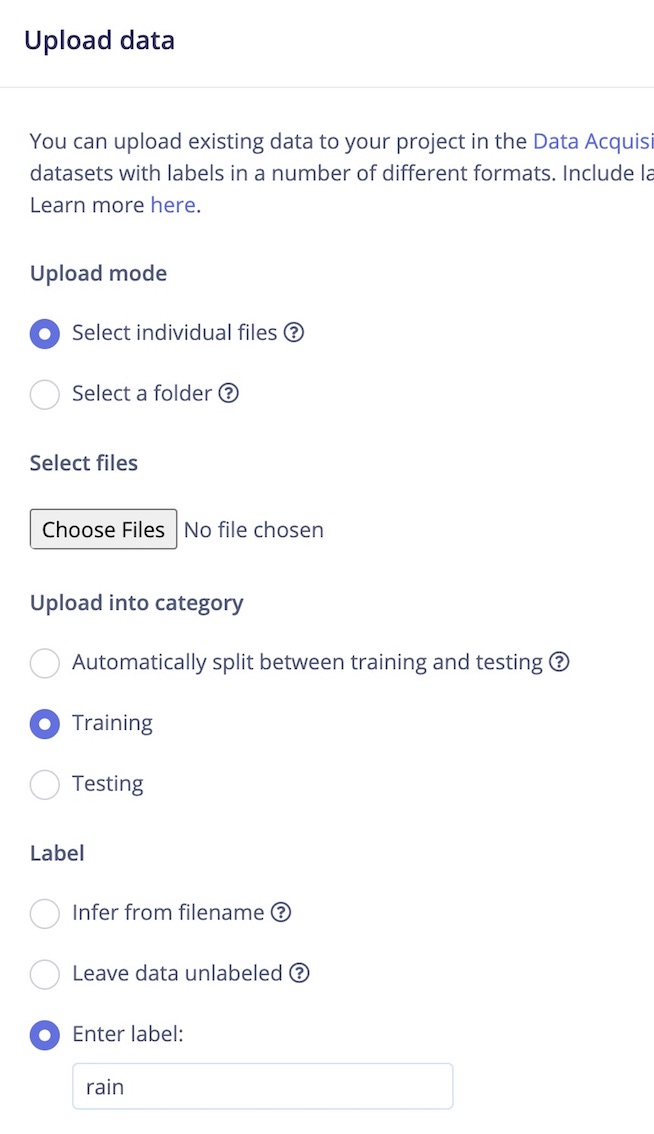 Upload data
You can upload existing data to your project in the Data Acquisi
datasets with labels in a number of different formats. Include la
Learn more here.
Upload mode
Select individual files ?
Select a folder ?
Select files
Choose Files No file chosen
Upload into category
Automatically split between training and testing ?
Training
Testing
Label
Infer from filename ?
Leave data unlabeled ?
Enter label:
rain